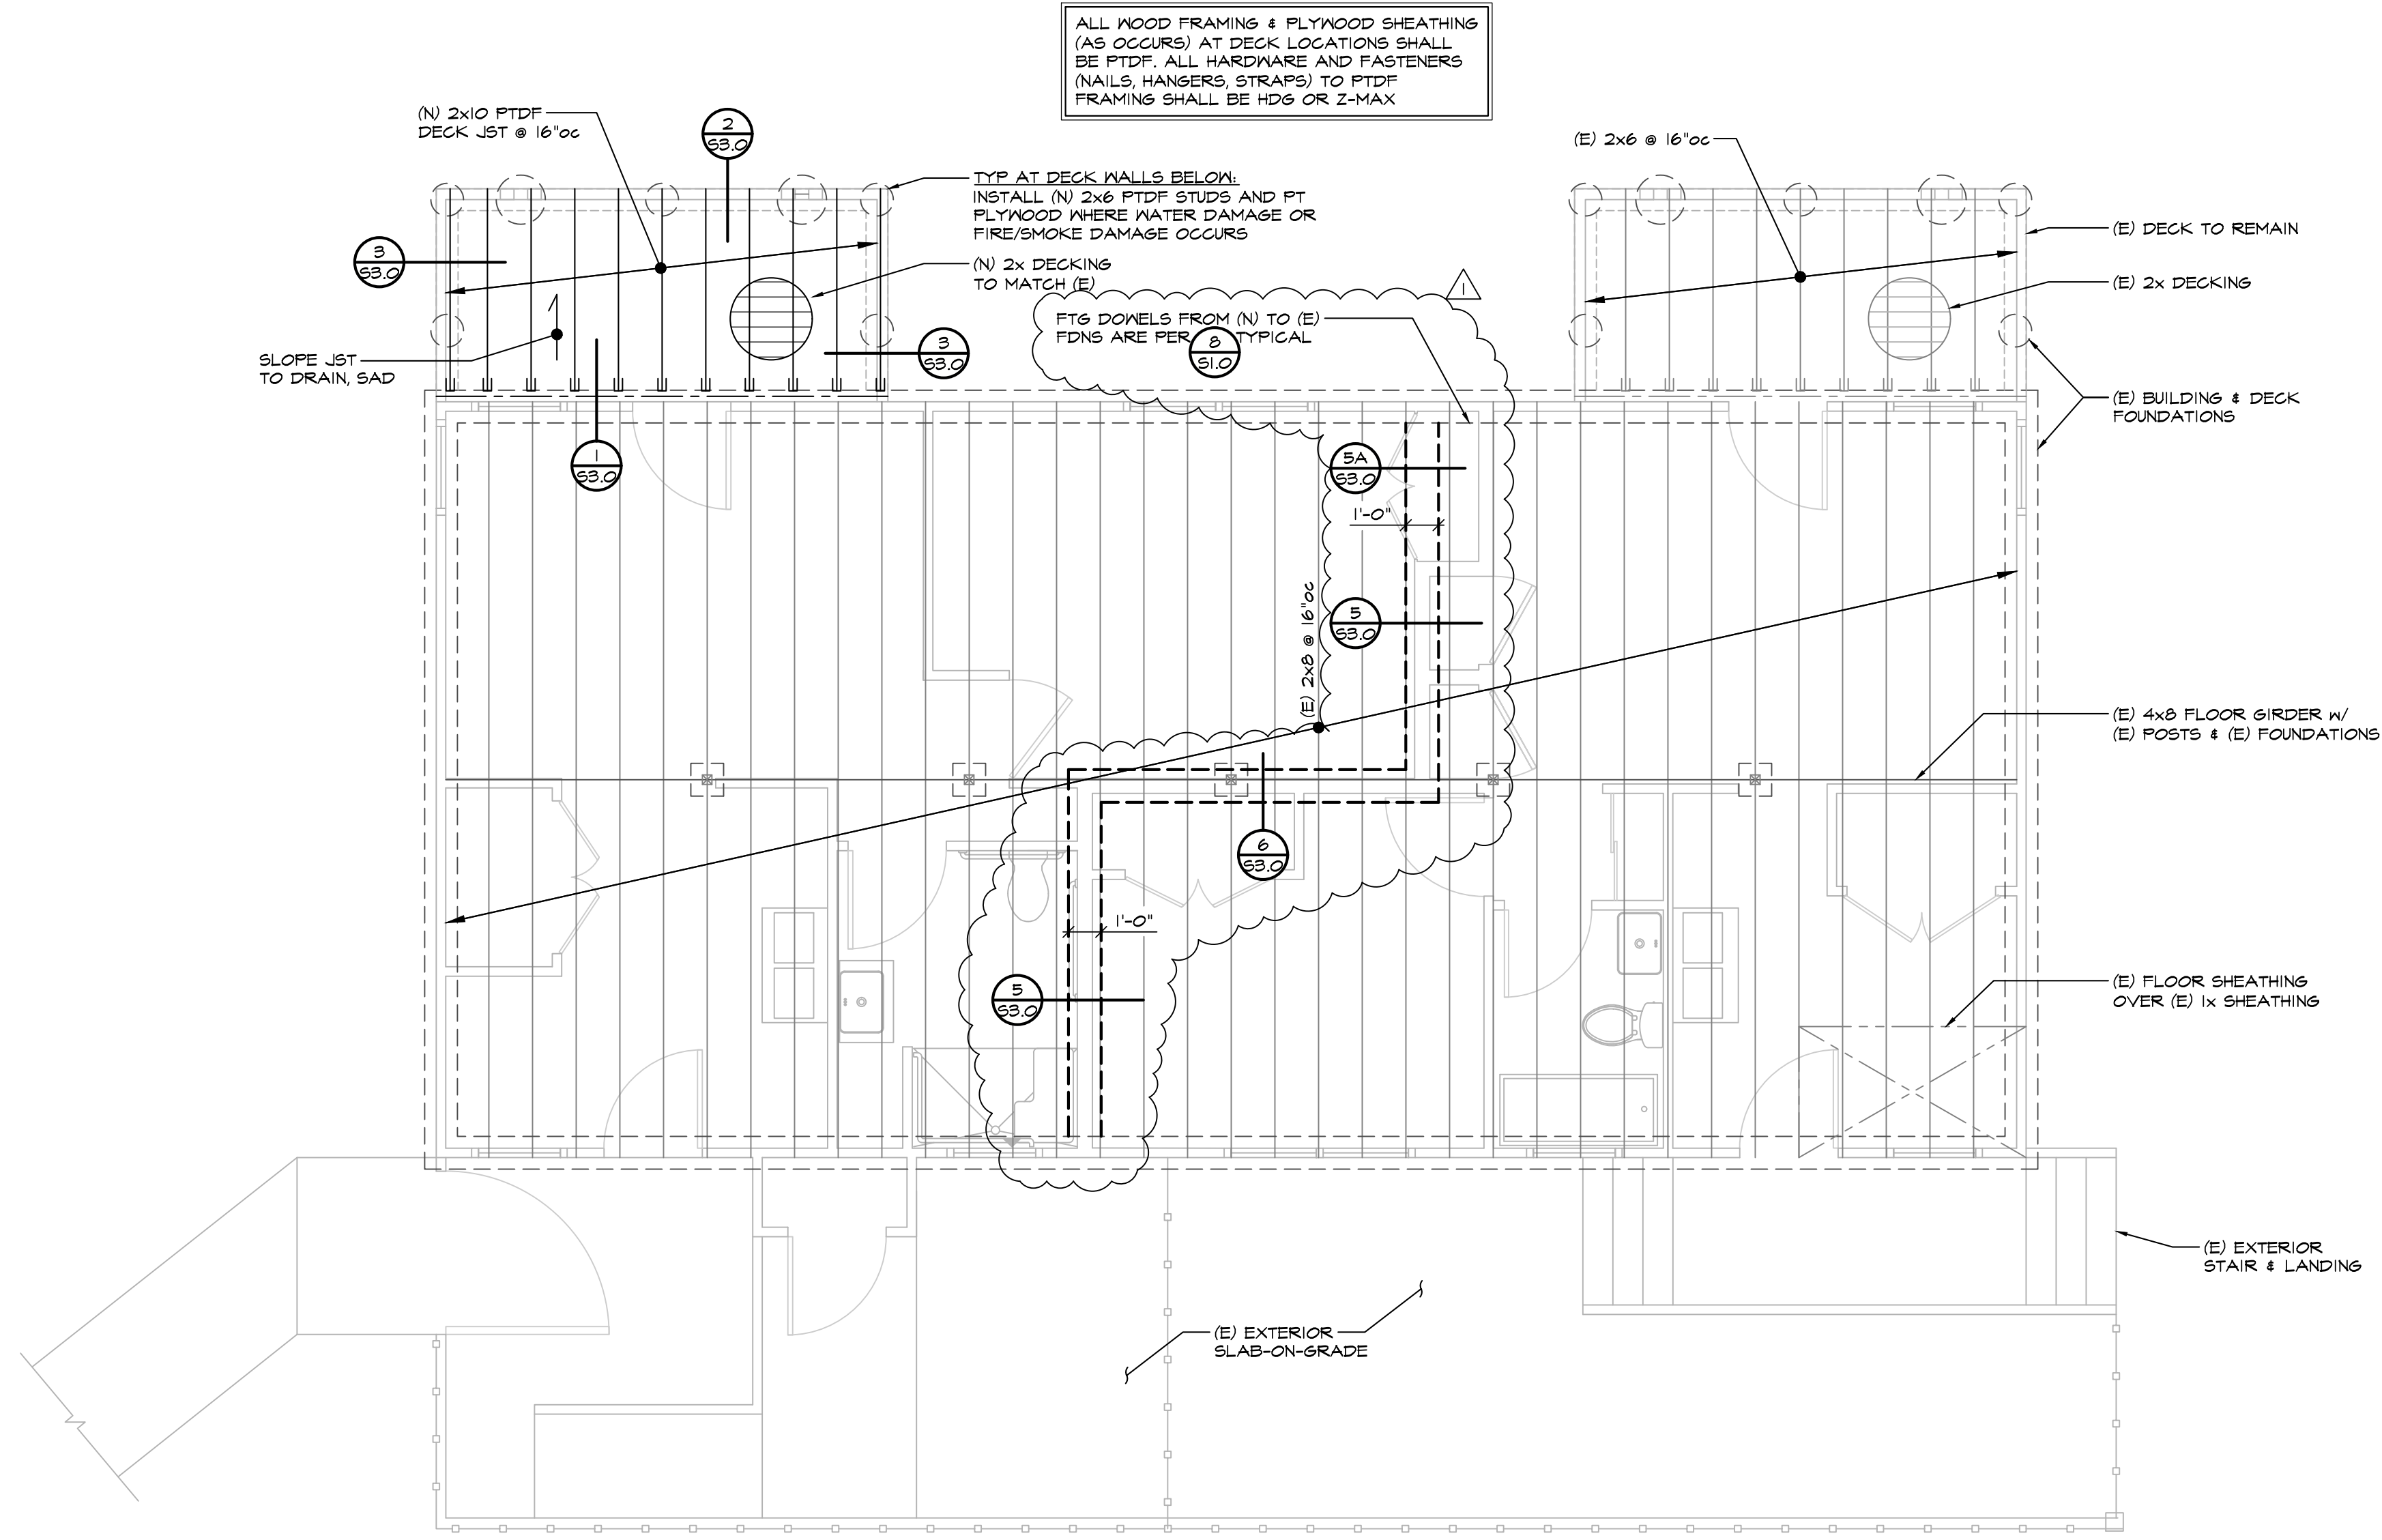 ALL WOOD FRAMING & PLYWOOD SHEATHING
(AS OCCURS) AT DECK LOCATIONS SHALL
BE PTDF. ALL HARDWARE AND FASTENERS
(NAILS, HANGERS, STRAPS) TO PTDF
FRAMING SHALL BE HDG OR Z-MAX
(N) 2x10 PTDF
DECK JST @ 16"oc
2
S3.0
(E) 2x6 @ 16"oc
TYP AT DECK WALLS BELOW:
INSTALL (N) 2x6 PTDF STUDS AND PT
PLYWOOD WHERE WATER DAMAGE OR
FIRE/SMOKE DAMAGE OCCURS
(E) DECK TO REMAIN
3
S3.0
(N) 2x DECKING
TO MATCH (E)
(E) 2x DECKING
1
FTG DOWELS FROM (N) TO (E)
FDNS ARE PER TYPICAL
8
S1.0
3
S3.0
SLOPE JST
TO DRAIN, SAD
(E) BUILDING & DECK
FOUNDATIONS
1
S3.0
5A
S3.0
1'-0"
(E) 2x8 @ 16"oc
5
S3.0
(E) 4x8 FLOOR GIRDER w/
(E) POSTS & (E) FOUNDATIONS
6
S3.0
1'-0"
5
S3.0
(E) FLOOR SHEATHING
OVER (E) 1x SHEATHING
(E) EXTERIOR
STAIR & LANDING
(E) EXTERIOR
SLAB-ON-GRADE